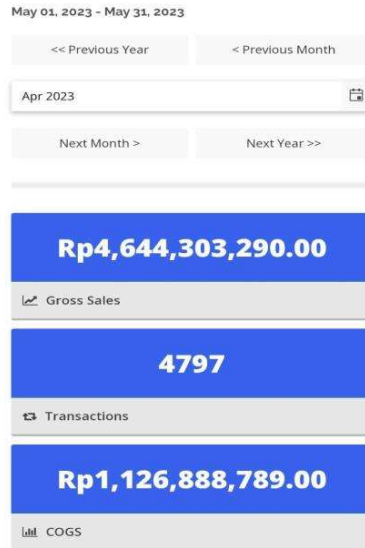 May 01, 2023 - May 31, 2023
<< Previous Year
< Previous Month
Apr 2023
Next Month >
Next Year >>
Rp4,644,303,290.00
Gross Sales
4797
Transactions
Rp1,126,888,789.00
COGS